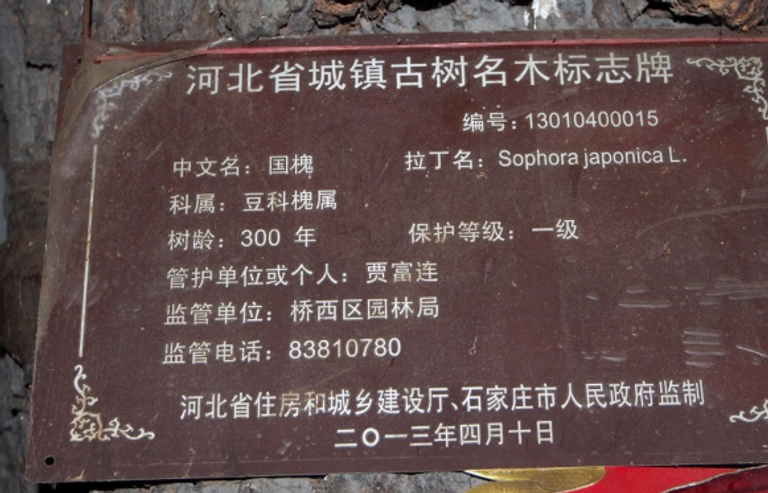 河北省城镇古树名木标志牌
编号：13010400015
中文名：国槐 拉丁名：Sophora japonica L.
科属：豆科槐属
树龄：300 年 保护等级：一级
管护单位或个人：贾富连
监管单位：桥西区园林局
监管电话：83810780
河北省住房和城乡建设厅、石家庄市人民政府监制
二〇一三年四月十日